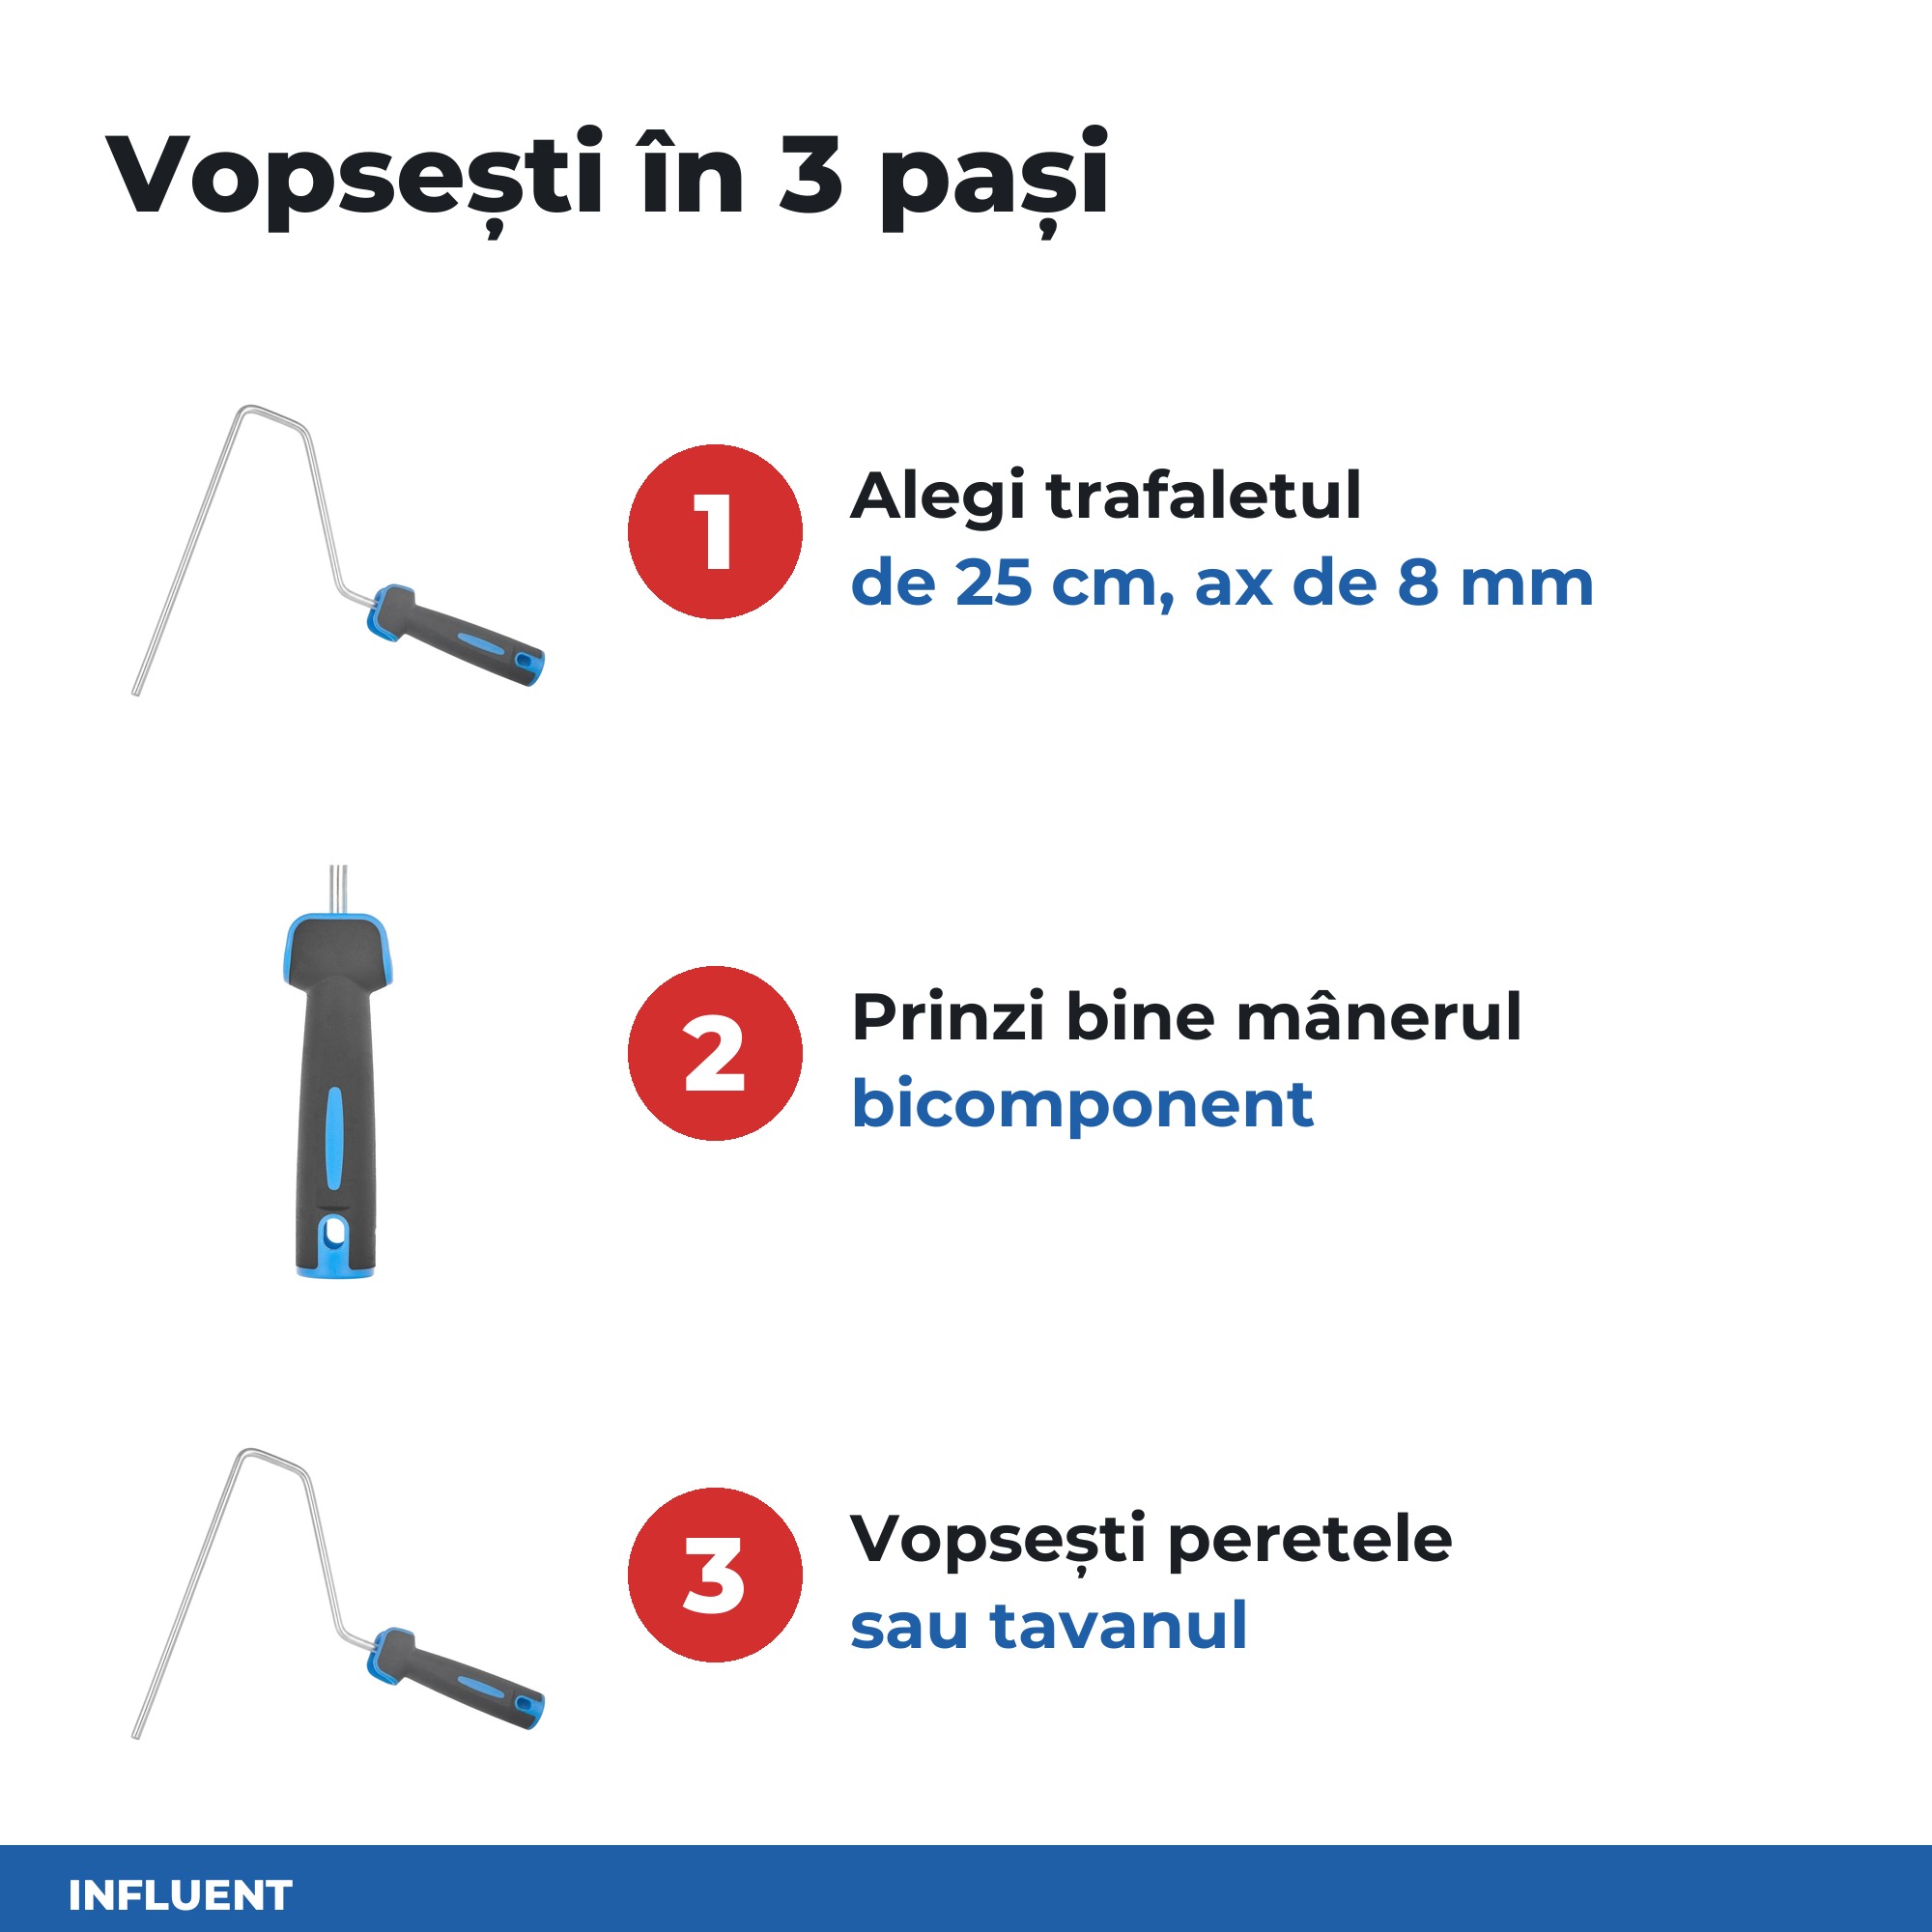 Vopsești în 3 pași
1
Alegi trafaletul
de 25 cm, ax de 8 mm
2
Prinzi bine mânerul
bicomponent
3
Vopsești peretele
sau tavanul
INFLUENT